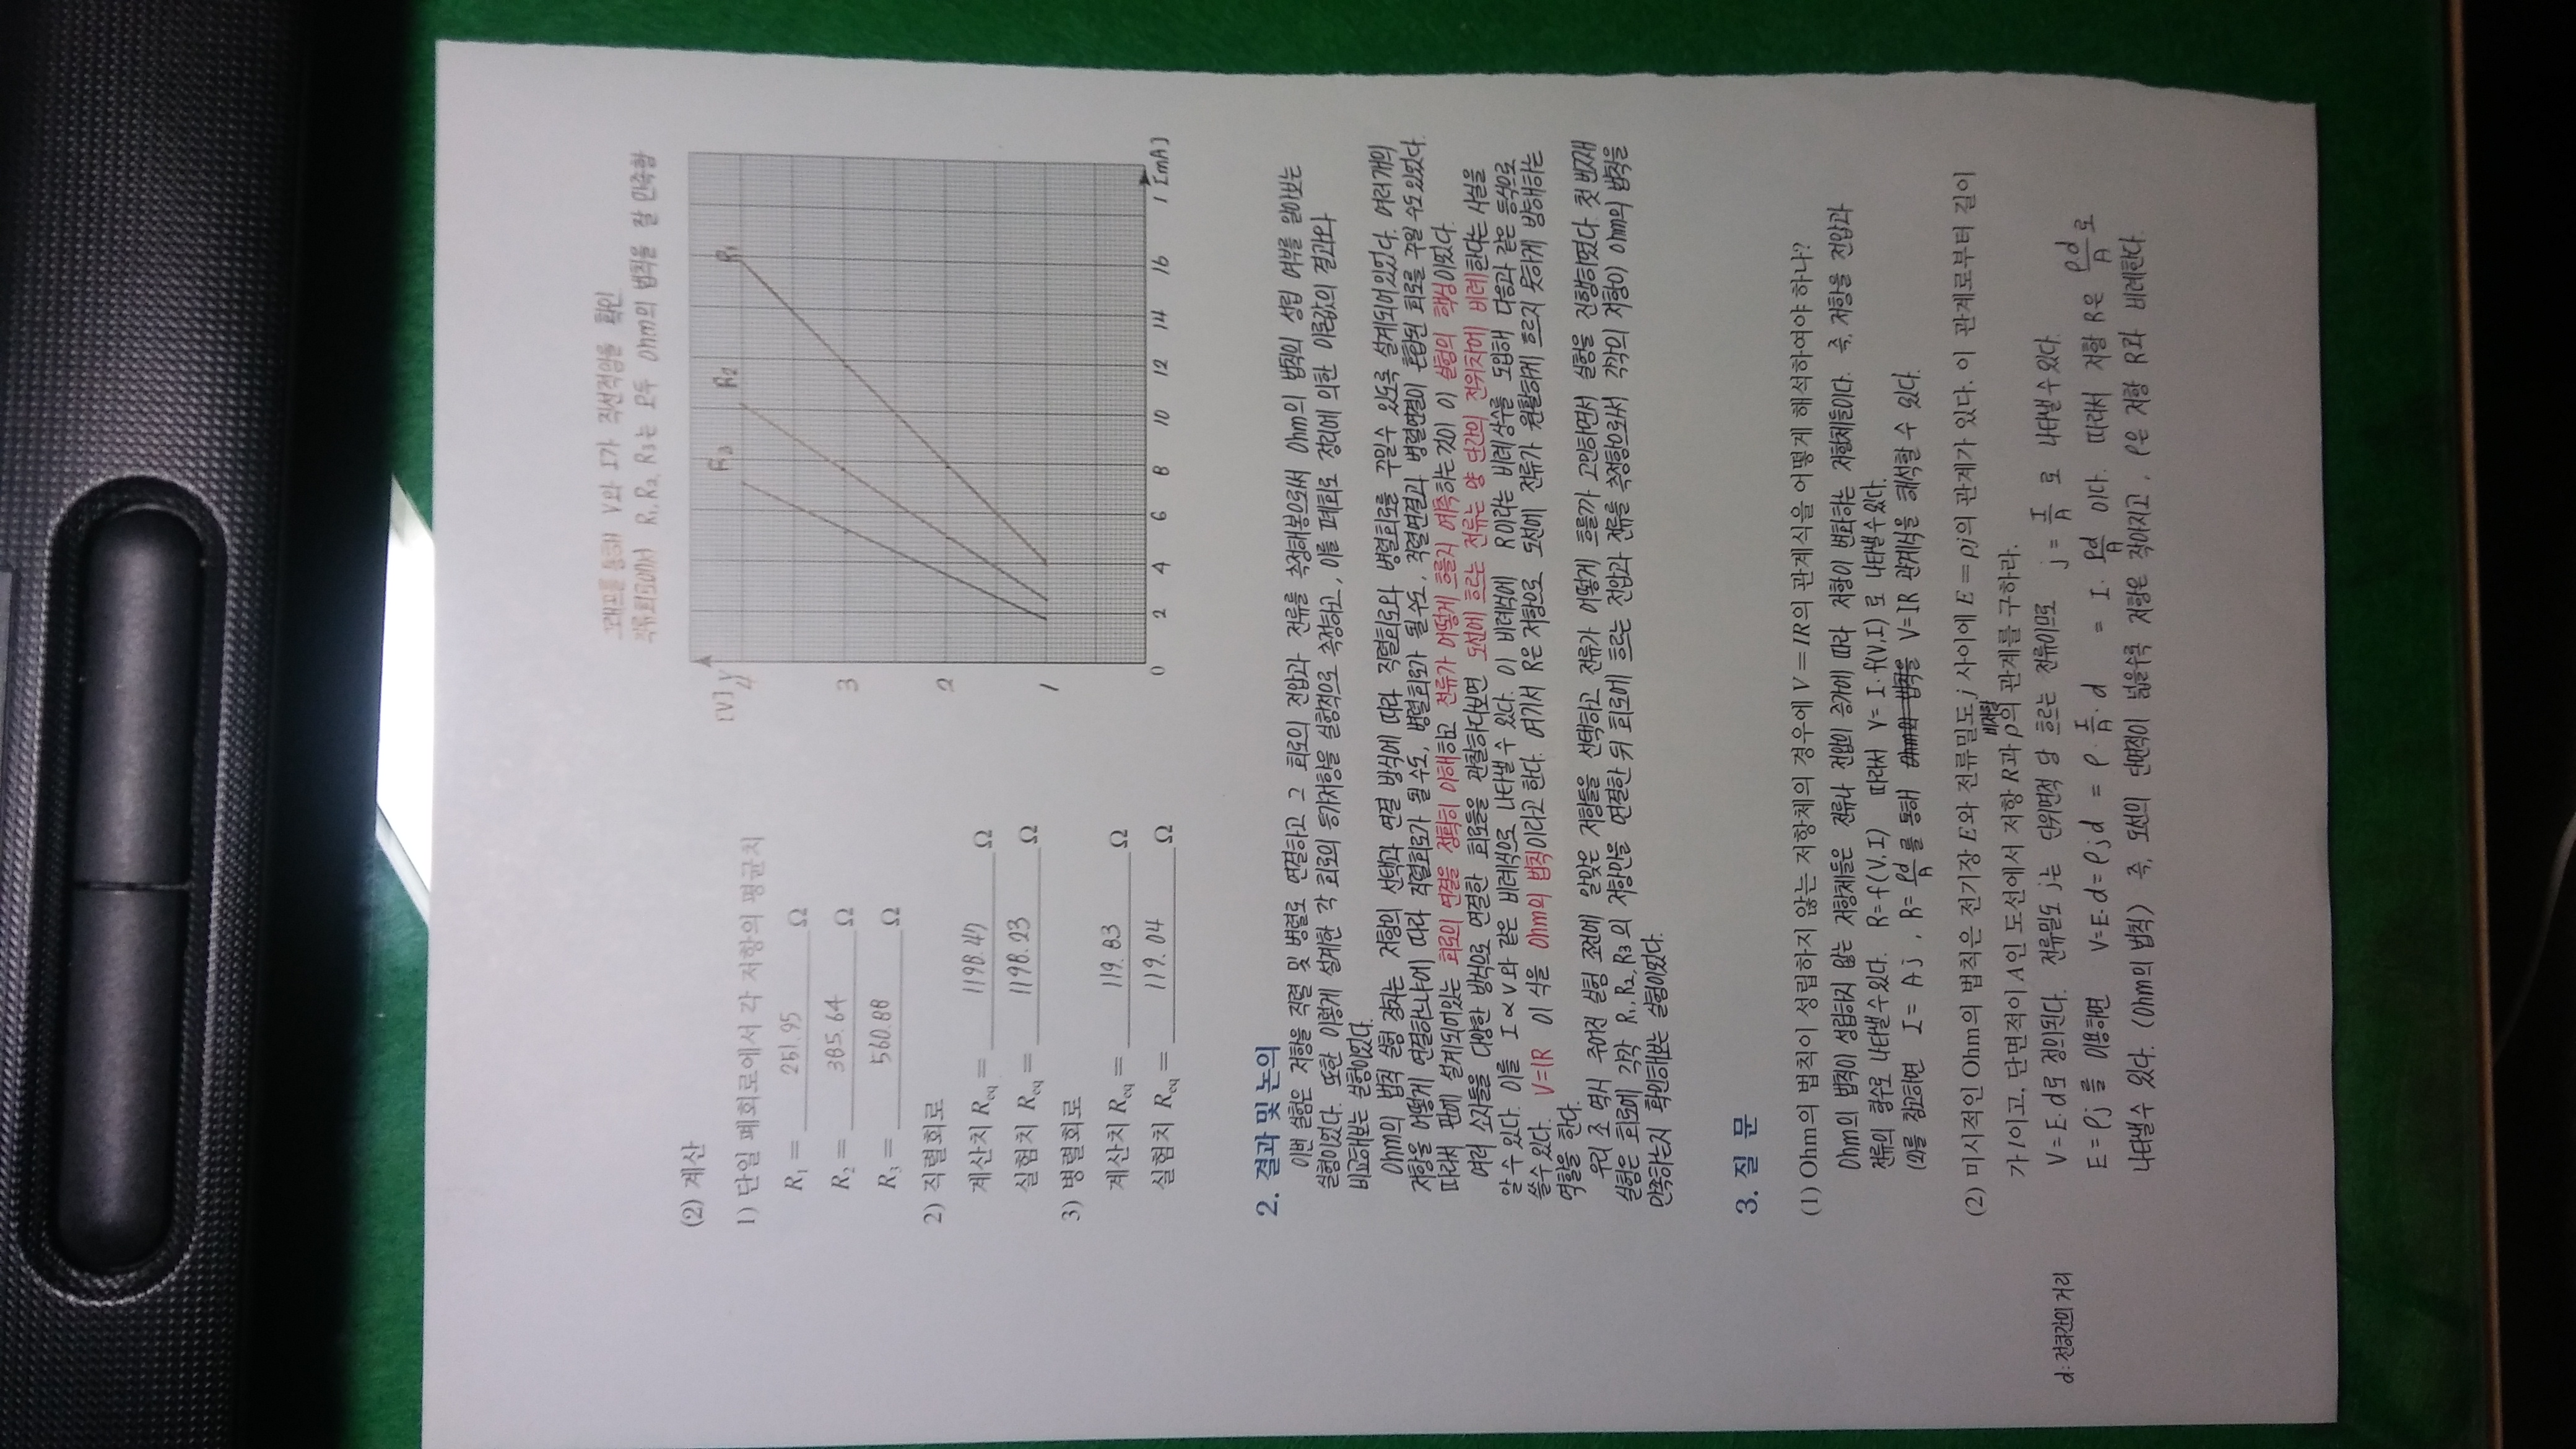 그래프를 통해 V와 I가 직선적임을 확인
직류회로에서 R₁, R₂, R₃는 모두 Ohm의 법칙을 잘 만족함
(2) 계산
1) 단일 폐회로에서 각 저항의 평균치
R₁ = 251.95 Ω
R₂ = 385.64 Ω
R₃ = 560.88 Ω
2) 직렬회로
계산치 Req = 1198.47 Ω
실험치 Req = 1198.23 Ω
3) 병렬회로
계산치 Req = 119.83 Ω
실험치 Req = 119.04 Ω
[V] V
R₃ R₂ R₁
4
3
2
1
0 2 4 6 8 10 12 14 16 I [mA]
2. 결과 및 논의
이번 실험은 저항을 직렬 및 병렬로 연결하고 그 회로의 전압과 전류를 측정해봄으로써 Ohm의 법칙의 성립 여부를 알아보는
실험이었다. 또한 이렇게 설계한 각 회로의 등가저항을 실험적으로 측정하고, 이를 폐회로 정리에 의한 이론값의 결과와
비교해보는 실험이었다.
Ohm의 법칙 실험 장치는 저항의 선택과 연결 방식에 따라 직렬회로와 병렬회로를 꾸밀 수 있도록 설계되어있었다. 여러개의
저항을 어떻게 연결하느냐에 따라 직렬회로가 될 수도, 병렬회로가 될 수도, 직렬연결과 병렬연결이 혼합된 회로를 꾸밀 수도 있었다.
따라서 판에 설계되어있는 회로의 연결을 정확히 이해하고 전류가 어떻게 흐를지 예측하는 것이 이 실험의 핵심이었다.
여러 소자들을 다양한 방식으로 연결한 회로들을 관찰하다보면 도선에 흐르는 전류는 양 단간의 전위차에 비례한다는 사실을
알 수 있다. 이를 I ∝ V와 같은 비례식으로 나타낼 수 있다. 이 비례식에 R이라는 비례상수를 도입해 다음과 같은 등식으로
쓸 수 있다. V=IR 이 식을 Ohm의 법칙이라고 한다. 여기서 R은 저항으로 도선에 전류가 원활하게 흐르지 못하게 방해하는
역할을 한다.
우리 조 역시 주어진 실험 조건에 알맞은 저항들을 선택하고 전류가 어떻게 흐를까 고민하면서 실험을 진행하였다. 첫 번째
실험은 회로에 각각 R₁, R₂, R₃의 저항만을 연결한 뒤 회로에 흐르는 전압과 전류를 측정함으로써 각각의 저항이 Ohm의 법칙을
만족하는지 확인해보는 실험이었다.
3. 질 문
(1) Ohm의 법칙이 성립하지 않는 저항체의 경우에 V = IR의 관계식을 어떻게 해석하여야 하나?
Ohm의 법칙이 성립하지 않는 저항체들은 전류나 전압의 증가에 따라 저항이 변화하는 저항체들이다. 즉, 저항을 전압과
전류의 함수로 나타낼 수 있다. R= f(V, I) 따라서 V= I·f(V,I) 로 나타낼 수 있다.
(2)를 참고하면 I = Aj, R= ρd/A 를 통해 Ohm의 법칙을 V=IR 관계식을 해석할 수 있다.
(2) 미시적인 Ohm의 법칙은 전기장 E와 전류밀도 j 사이에 E = ρj의 관계가 있다. 이 관계로부터 길이
비저항
가 l이고, 단면적이 A인 도선에서 저항 R과 ρ의 관계를 구하라.
V = E·d로 정의된다. 전류밀도 j는 단위면적 당 흐르는 전류이므로 j = I/A 로 나타낼 수 있다.
d: 전하간의 거리
E = ρj 를 이용하면 V=E·d = ρjd = ρ·I/A·d = I·ρd/A 이다. 따라서 저항 R은 ρ·d/A로
나타낼 수 있다. (Ohm의 법칙) 즉, 도선의 단면적이 넓을수록 저항은 작아지고, ρ은 저항 R과 비례한다.